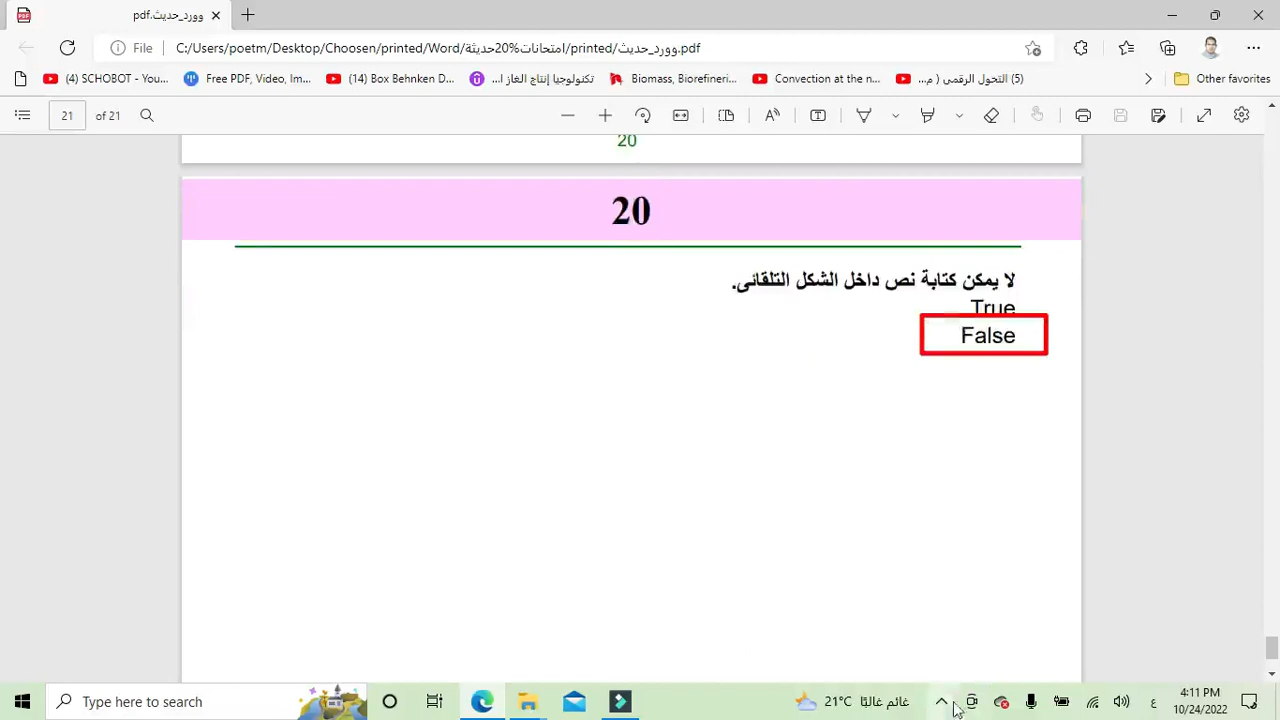 وورد_حديث.pdf
File
C:/Users/poetm/Desktop/Choosen/printed/Word/امتحانات%20حديثة/printed/وورد_حديث.pdf
(4) SCHOBOT - You...
Free PDF, Video, Im...
(14) Box Behnken D...
تكنولوجيا إنتاج الغاز ا...
Biomass, Biorefineri...
Convection at the n...
(5) التحول الرقمى ( م...
Other favorites
21 of 21
20
20
لا يمكن كتابة نص داخل الشكل التلقائى.
True
False
Type here to search
21°C غائم غالبًا
ع
4:11 PM
10/24/2022